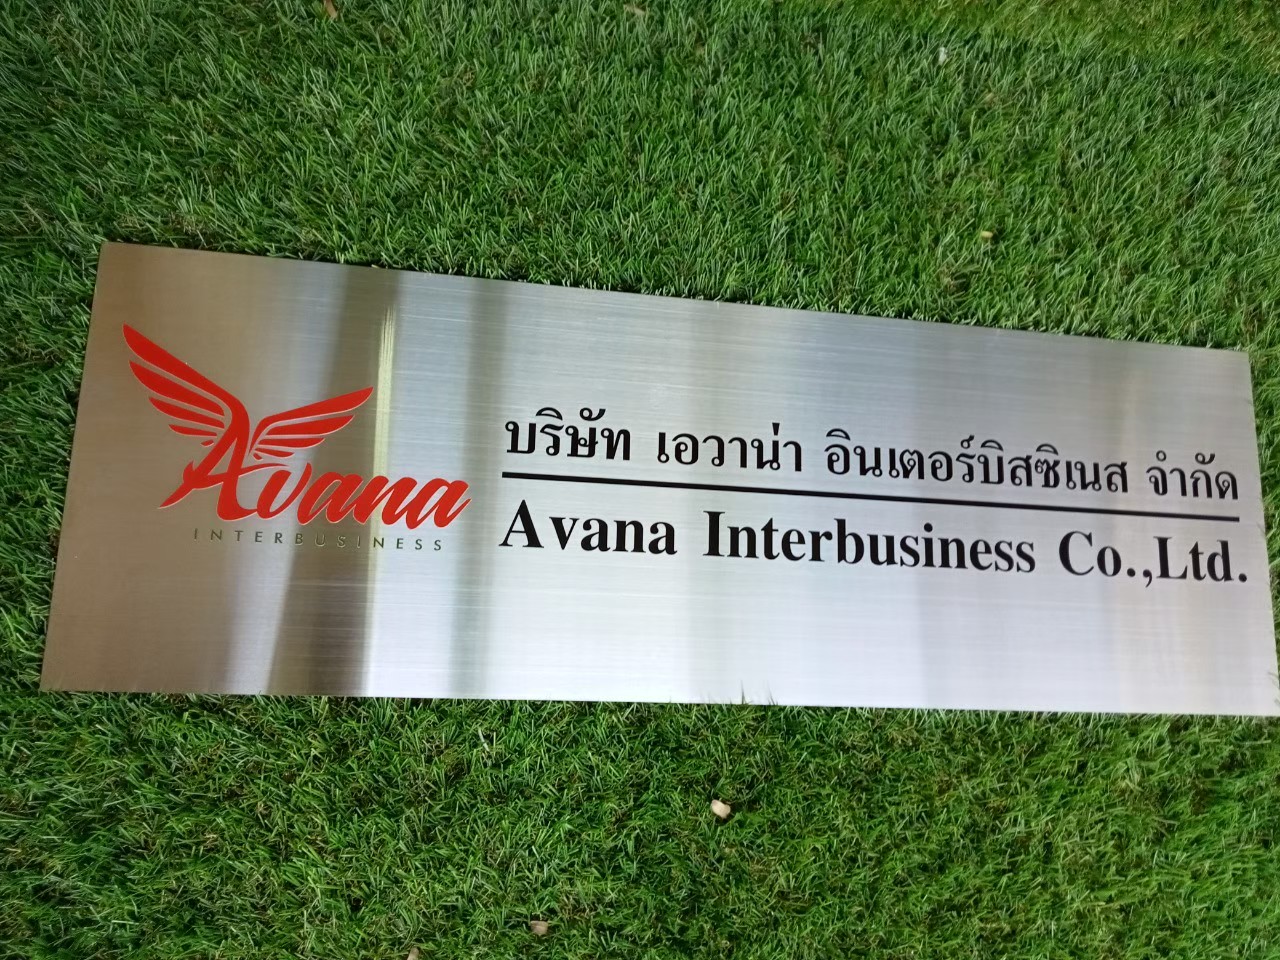 Avana
INTERBUSINESS
บริษัท เอวาน่า อินเตอร์บิสซิเนส จำกัด
Avana Interbusiness Co.,Ltd.